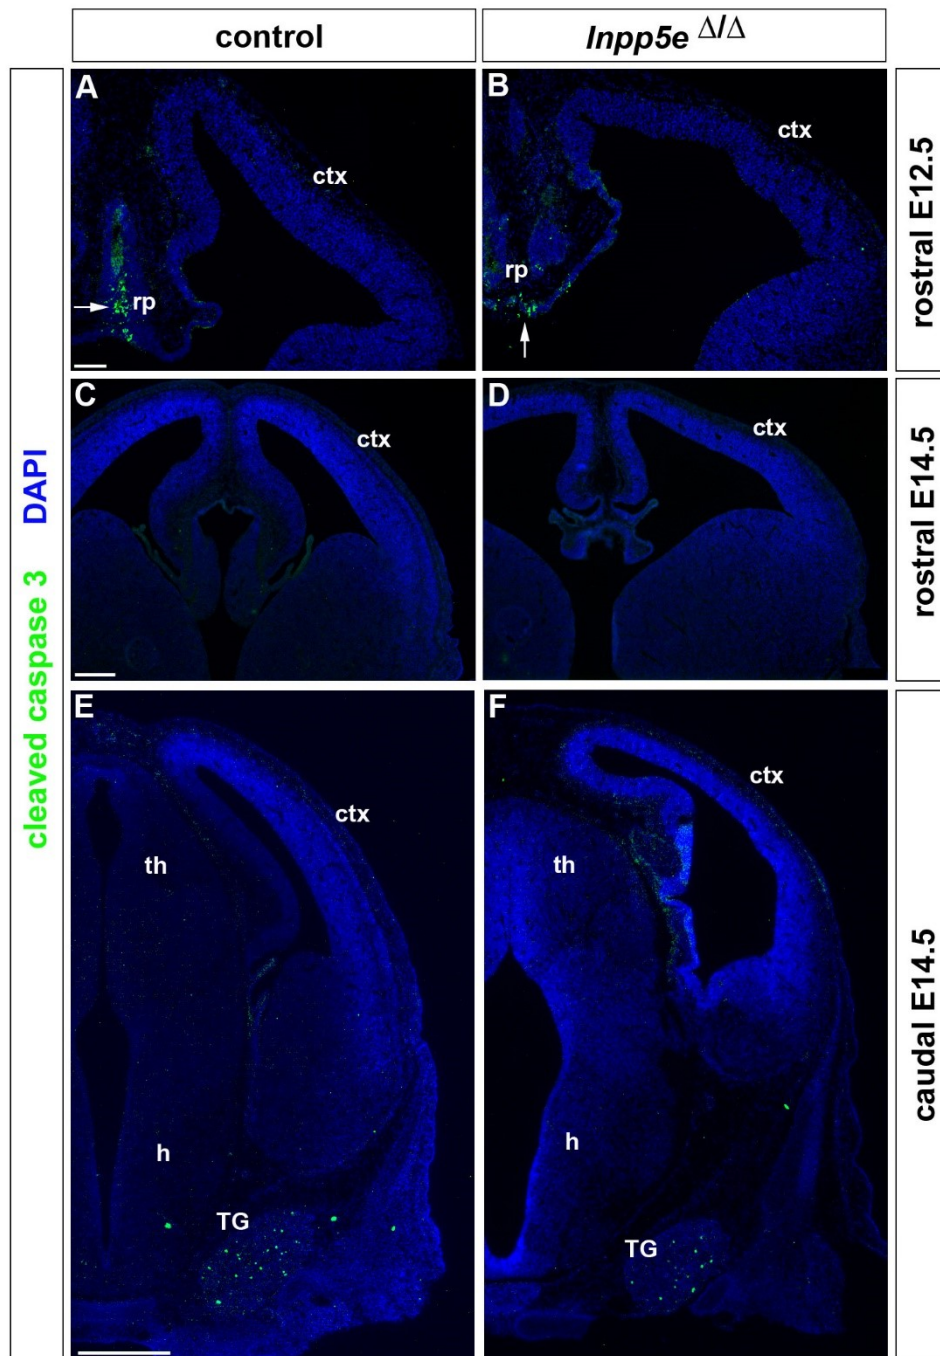 control
Inpp5e Δ/Δ
A
B
ctx
ctx
rp
rp
rostral E12.5
C
D
ctx
ctx
rostral E14.5
cleaved caspase 3 DAPI
E
F
ctx
ctx
th
th
h
h
TG
TG
caudal E14.5